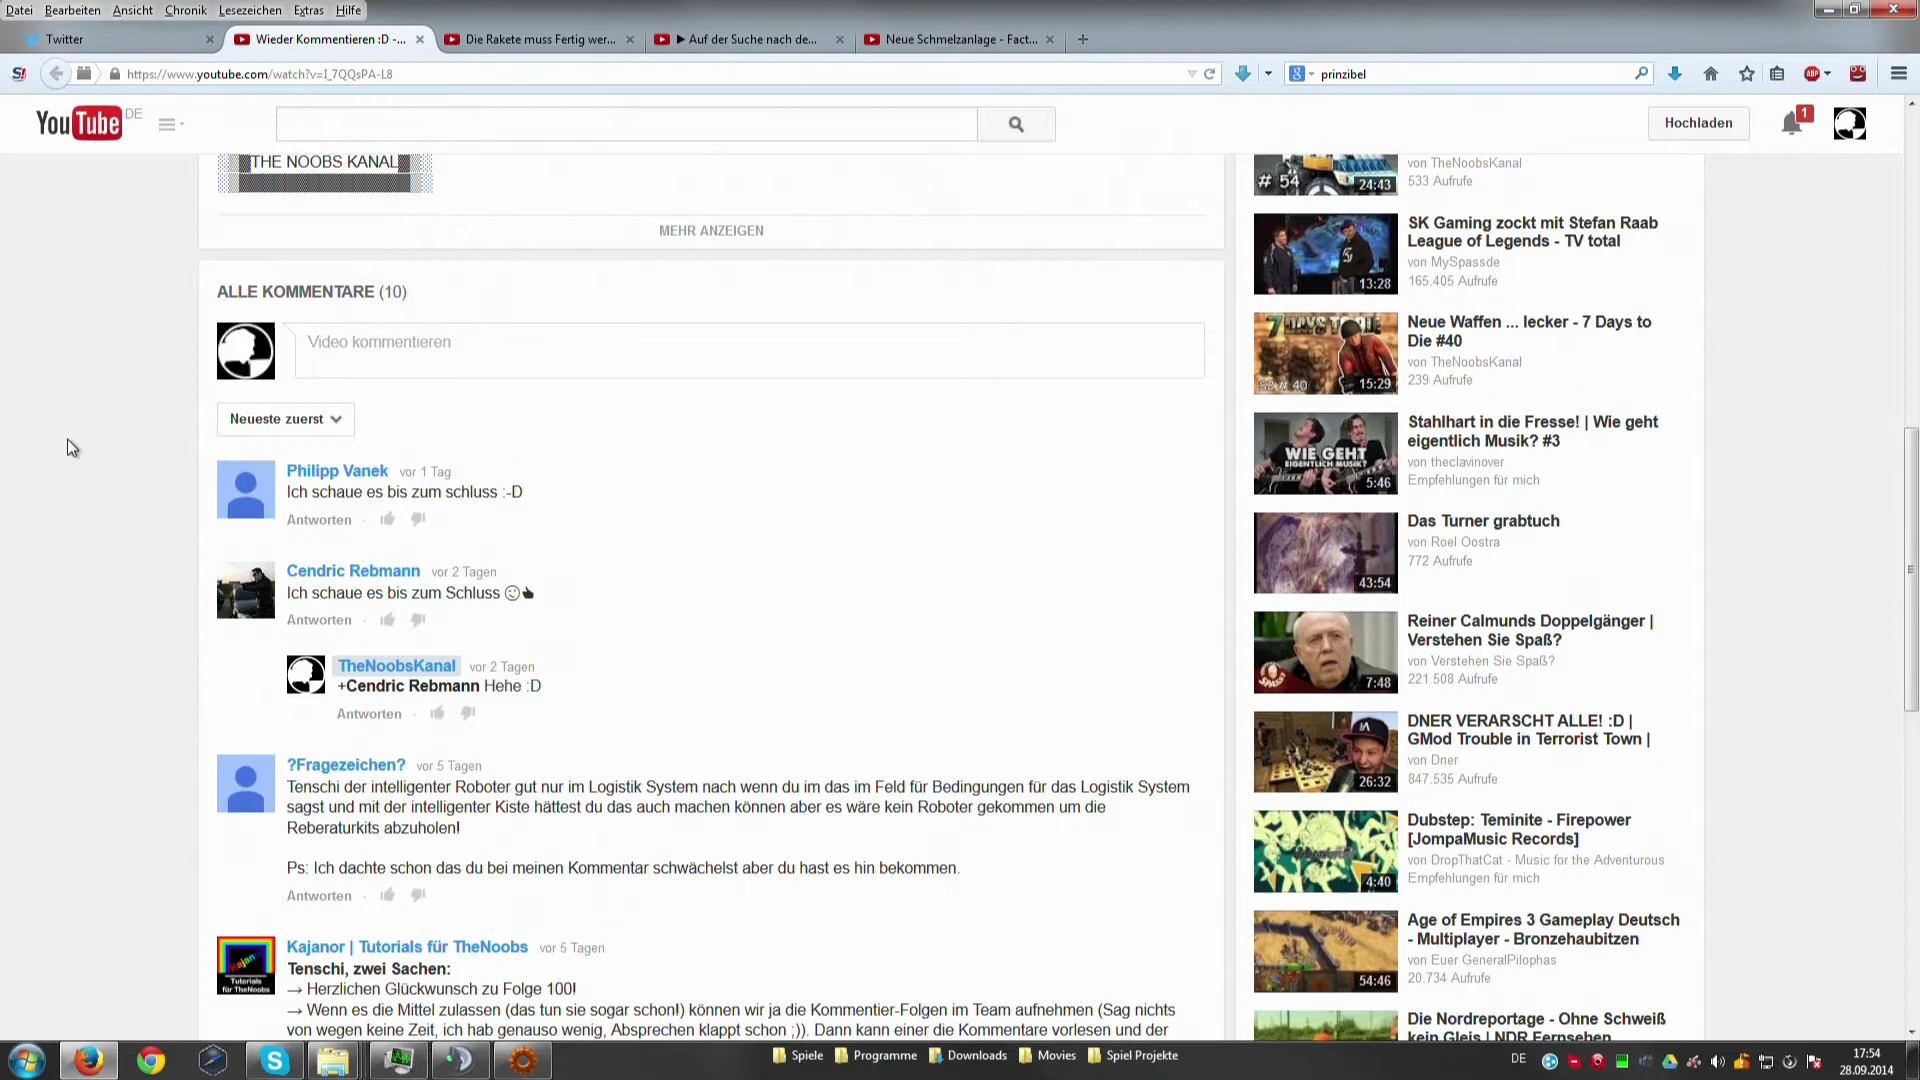 Datei Bearbeiten Ansicht Chronik Lesezeichen Extras Hilfe
Twitter
Wieder Kommentieren :D -...
Die Rakete muss Fertig wer...
▶ Auf der Suche nach de...
Neue Schmelzanlage - Fact...
https://www.youtube.com/watch?v=I_7QQsPA-L8
prinzibel
YouTube DE
Hochladen
1
THE NOOBS KANAL
MEHR ANZEIGEN
ALLE KOMMENTARE (10)
Video kommentieren
Neueste zuerst
Philipp Vanek vor 1 Tag
Ich schaue es bis zum schluss :-D
Antworten
Cendric Rebmann vor 2 Tagen
Ich schaue es bis zum Schluss
Antworten
TheNoobsKanal vor 2 Tagen
+Cendric Rebmann Hehe :D
Antworten
?Fragezeichen? vor 5 Tagen
Tenschi der intelligenter Roboter gut nur im Logistik System nach wenn du im das im Feld für Bedingungen für das Logistik System
sagst und mit der intelligenter Kiste hättest du das auch machen können aber es wäre kein Roboter gekommen um die
Reberaturkits abzuholen!
Ps: Ich dachte schon das du bei meinen Kommentar schwächelst aber du hast es hin bekommen.
Antworten
Kajanor | Tutorials für TheNoobs vor 5 Tagen
Kajanor
Tutorials
für TheNoobs
Tenschi, zwei Sachen:
→ Herzlichen Glückwunsch zu Folge 100!
→ Wenn es die Mittel zulassen (das tun sie sogar schon!) können wir ja die Kommentier-Folgen im Team aufnehmen (Sag nichts
von wegen keine Zeit, ich hab genauso wenig, Absprechen klappt schon ;)). Dann kann einer die Kommentare vorlesen und der
# 54
24:43
von TheNoobsKanal
533 Aufrufe
13:28
SK Gaming zockt mit Stefan Raab
League of Legends - TV total
von MySpassde
165.405 Aufrufe
7 DAYS TO DIE
# 40
15:29
Neue Waffen ... lecker - 7 Days to
Die #40
von TheNoobsKanal
239 Aufrufe
WIE GEHT
EIGENTLICH MUSIK?
5:46
Stahlhart in die Fresse! | Wie geht
eigentlich Musik? #3
von theclavinover
Empfehlungen für mich
43:54
Das Turner grabtuch
von Roel Oostra
772 Aufrufe
SPASS?
7:48
Reiner Calmunds Doppelgänger |
Verstehen Sie Spaß?
von Verstehen Sie Spaß?
221.508 Aufrufe
26:32
DNER VERARSCHT ALLE! :D |
GMod Trouble in Terrorist Town |
von Dner
847.535 Aufrufe
4:40
Dubstep: Teminite - Firepower
[JompaMusic Records]
von DropThatCat - Music for the Adventurous
Empfehlungen für mich
54:46
Age of Empires 3 Gameplay Deutsch
- Multiplayer - Bronzehaubitzen
von Euer GeneralPilophas
20.734 Aufrufe
Die Nordreportage - Ohne Schweiß
kein Gleis | NDR Fernsehen
Spiele Programme Downloads Movies Spiel Projekte
DE
17:54
28.09.2014